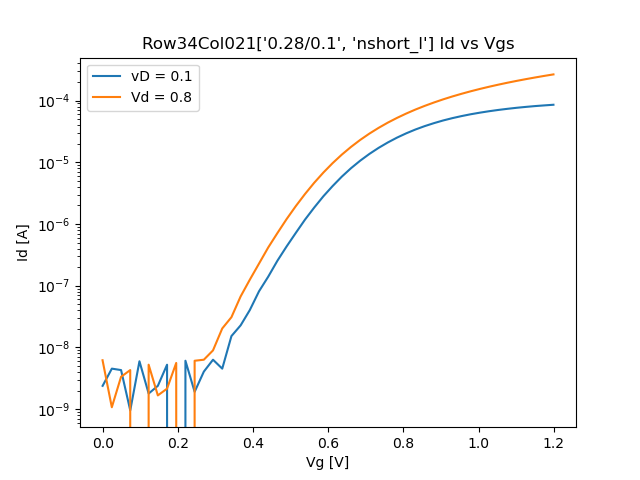 Row34Col021['0.28/0.1', 'nshort_l'] Id vs Vgs
vD = 0.1
Vd = 0.8
10⁻⁴
10⁻⁵
10⁻⁶
10⁻⁷
10⁻⁸
10⁻⁹
Id [A]
0.0 0.2 0.4 0.6 0.8 1.0 1.2
Vg [V]